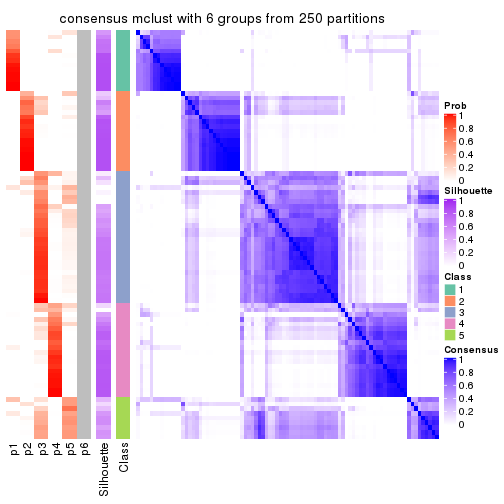 consensus mclust with 6 groups from 250 partitions
Prob
1
0.8
0.6
0.4
0.2
0
Silhouette
1
0.8
0.6
0.4
0.2
0
Class
1
2
3
4
5
Consensus
1
0.8
0.6
0.4
0.2
0
p1
p2
p3
p4
p5
p6
Silhouette
Class